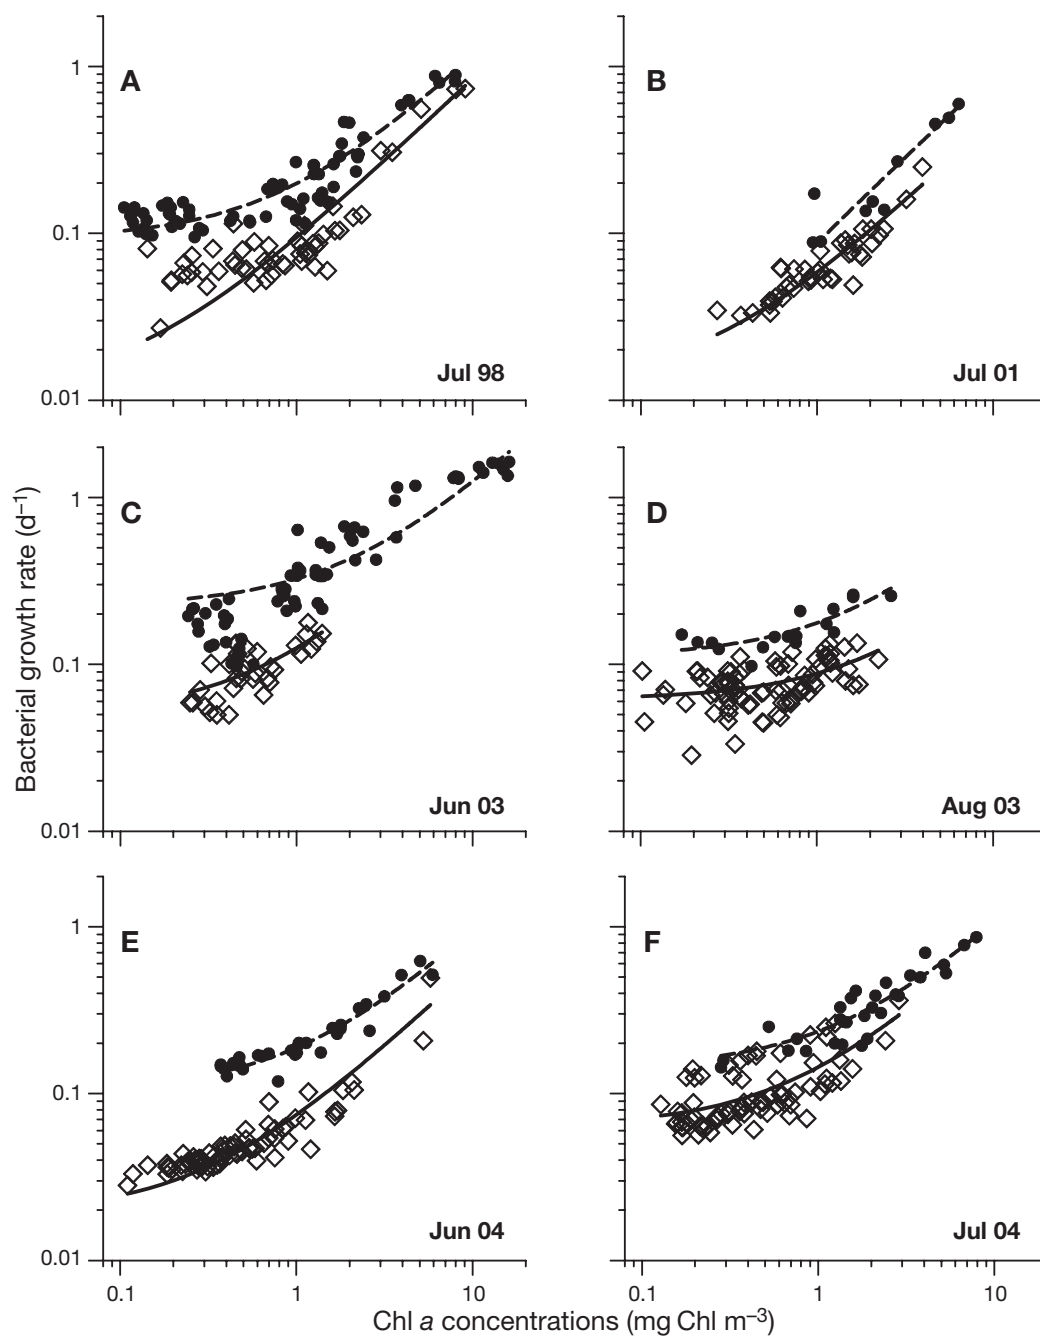 A
B
1
0.1
0.01
Jul 98
Jul 01
C
D
1
0.1
0.01
Jun 03
Aug 03
E
F
1
0.1
0.01
Jun 04
Jul 04
0.1 1 10
0.1 1 10
Bacterial growth rate (d–1)
Chl a concentrations (mg Chl m–3)